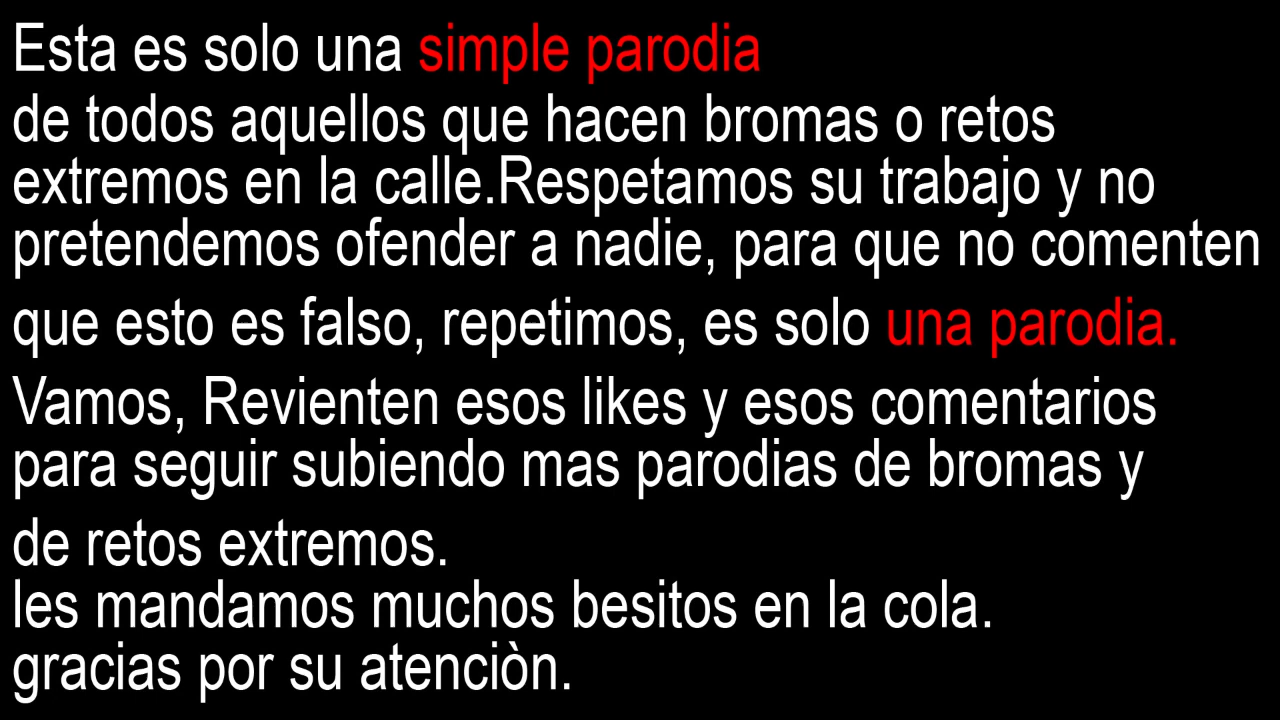 Esta es solo una simple parodia
de todos aquellos que hacen bromas o retos
extremos en la calle.Respetamos su trabajo y no
pretendemos ofender a nadie, para que no comenten
que esto es falso, repetimos, es solo una parodia.
Vamos, Revienten esos likes y esos comentarios
para seguir subiendo mas parodias de bromas y
de retos extremos.
les mandamos muchos besitos en la cola.
gracias por su atenciòn.